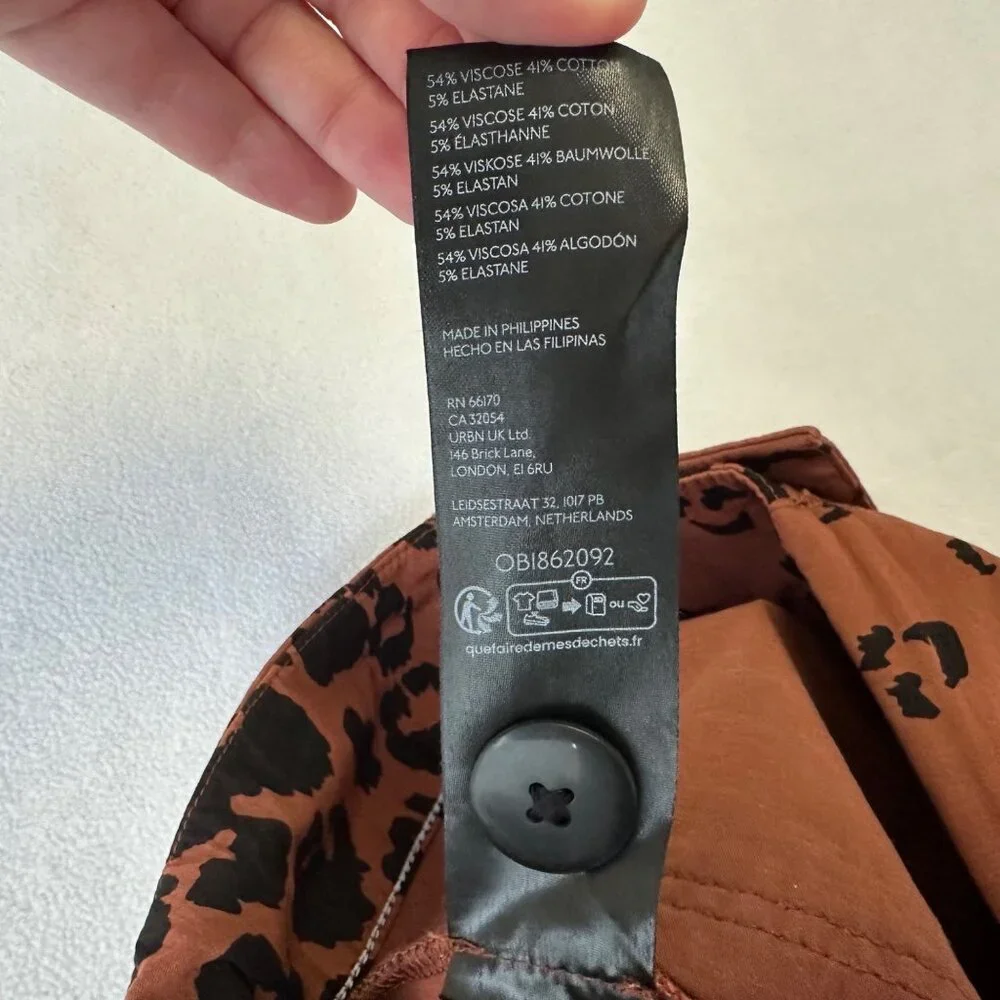 54% VISCOSE 41% COTTON
5% ELASTANE
54% VISCOSE 41% COTON
5% ÉLASTHANNE
54% VISKOSE 41% BAUMWOLLE
5% ELASTAN
54% VISCOSA 41% COTONE
5% ELASTAN
54% VISCOSA 41% ALGODÓN
5% ELASTANE
MADE IN PHILIPPINES
HECHO EN LAS FILIPINAS
RN 66170
CA 32054
URBN UK Ltd.
146 Brick Lane,
LONDON, E1 6RU
LEIDSESTRAAT 32, 1017 PB
AMSTERDAM, NETHERLANDS
OB1862092
FR
ou
quefairedemesdechets.fr